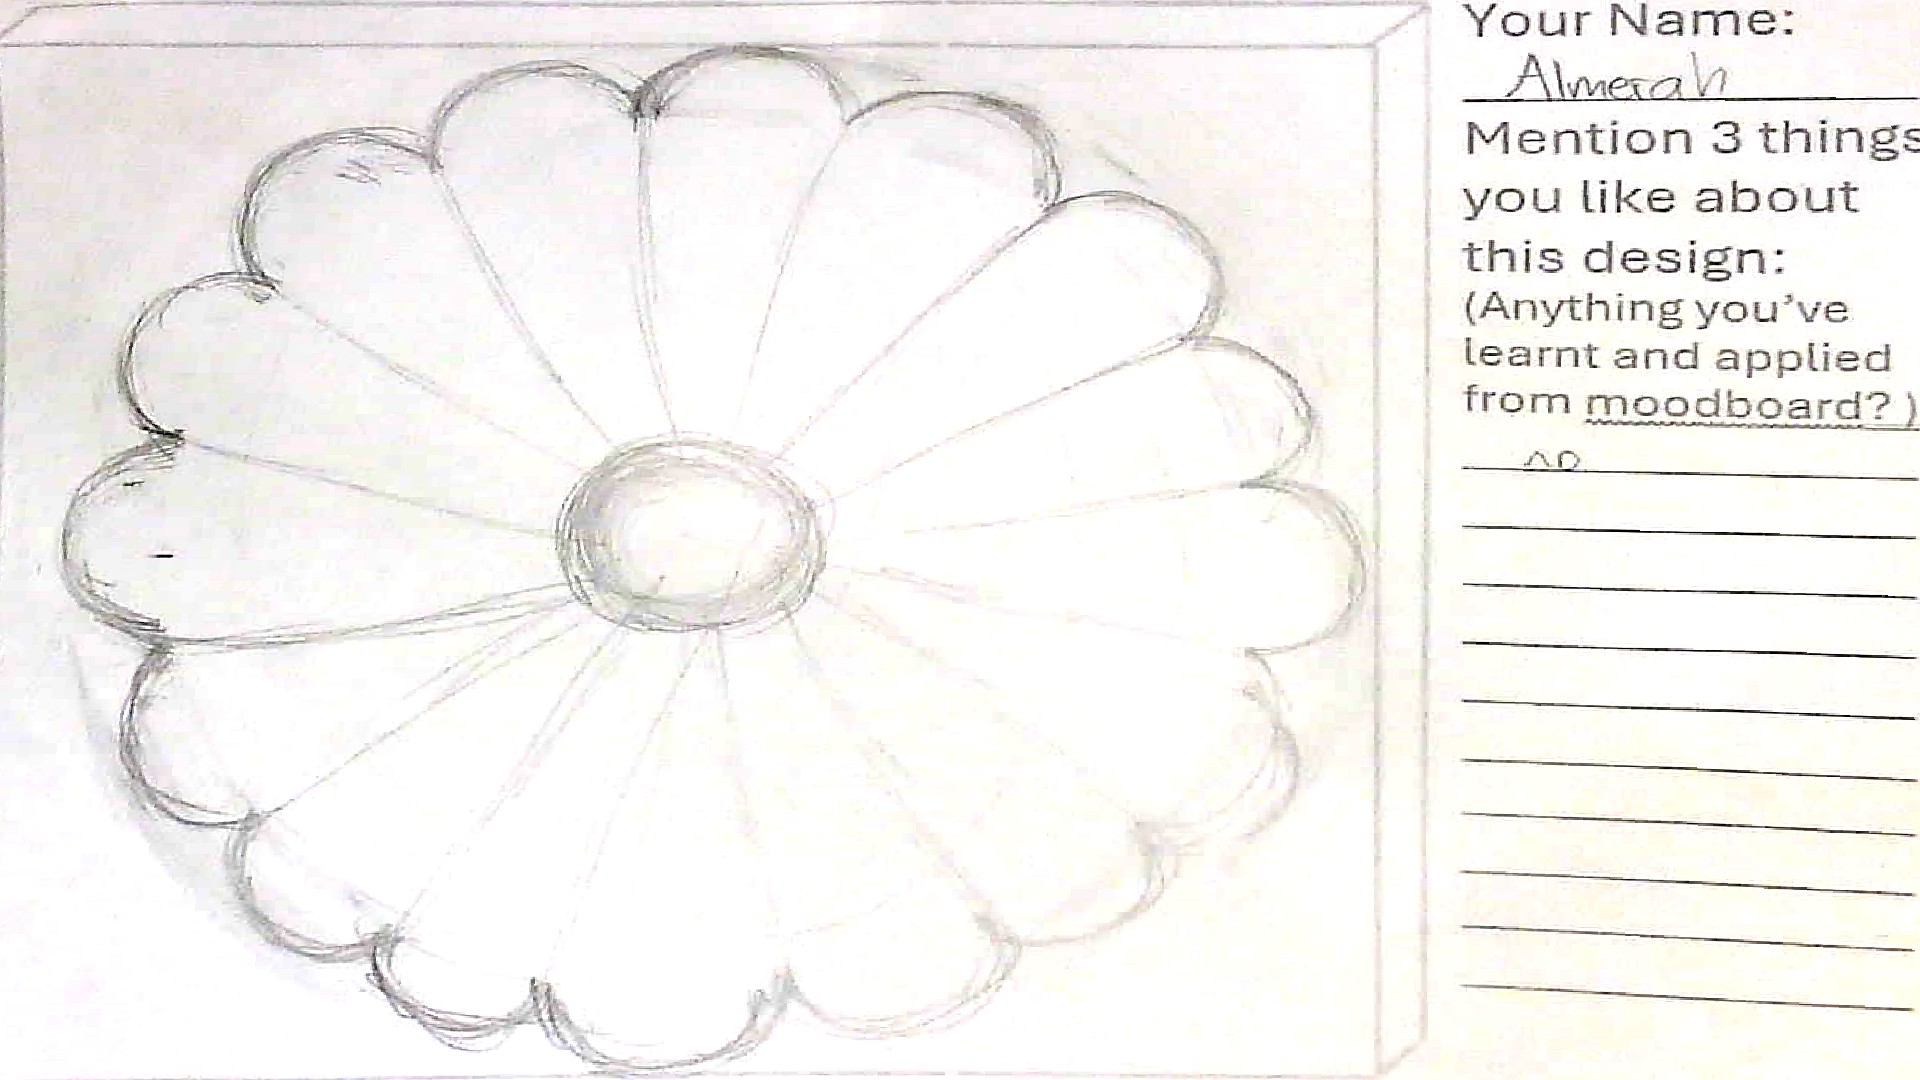 Your Name:
Almerah
Mention 3 things
you like about
this design:
(Anything you've
learnt and applied
from moodboard? )